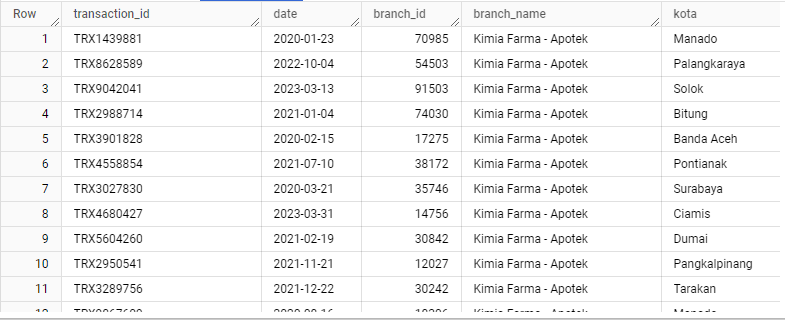 Row transaction_id date branch_id branch_name kota
1 TRX1439881 2020-01-23 70985 Kimia Farma - Apotek Manado
2 TRX8628589 2022-10-04 54503 Kimia Farma - Apotek Palangkaraya
3 TRX9042041 2023-03-13 91503 Kimia Farma - Apotek Solok
4 TRX2988714 2021-01-04 74030 Kimia Farma - Apotek Bitung
5 TRX3901828 2020-02-15 17275 Kimia Farma - Apotek Banda Aceh
6 TRX4558854 2021-07-10 38172 Kimia Farma - Apotek Pontianak
7 TRX3027830 2020-03-21 35746 Kimia Farma - Apotek Surabaya
8 TRX4680427 2023-03-31 14756 Kimia Farma - Apotek Ciamis
9 TRX5604260 2021-02-19 30842 Kimia Farma - Apotek Dumai
10 TRX2950541 2021-11-21 12027 Kimia Farma - Apotek Pangkalpinang
11 TRX3289756 2021-12-22 30242 Kimia Farma - Apotek Tarakan